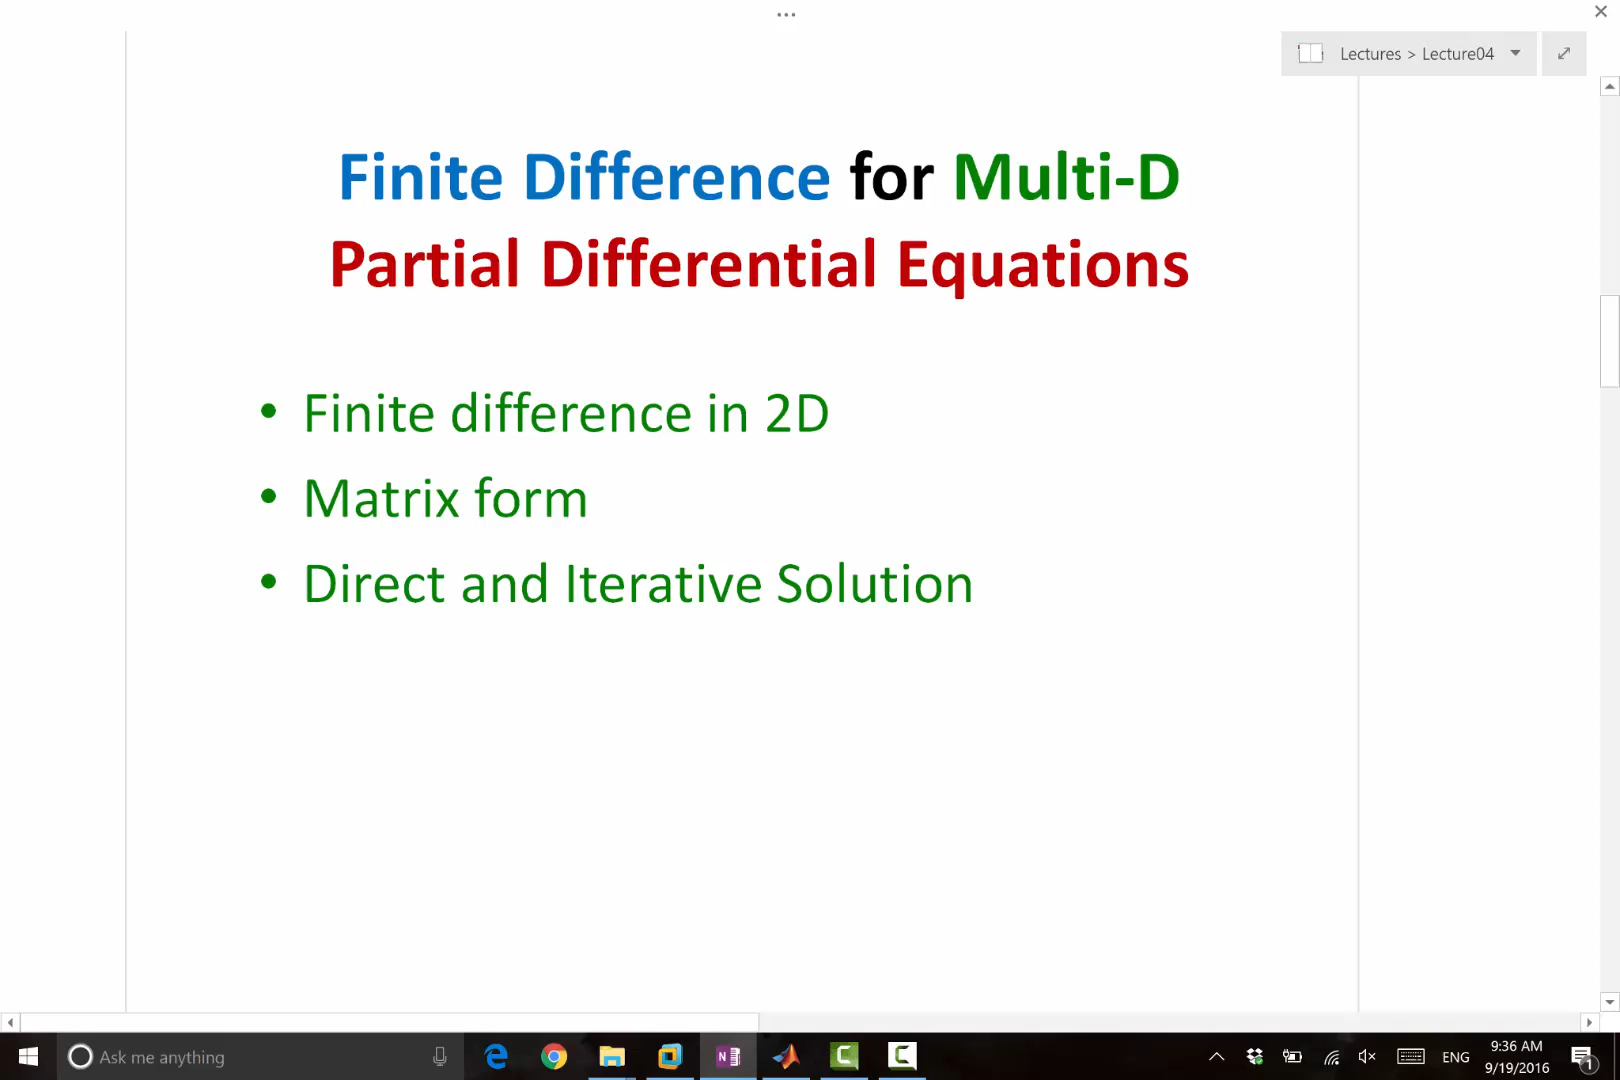 Lectures > Lecture04
Finite Difference for Multi-D
Partial Differential Equations
• Finite difference in 2D
• Matrix form
• Direct and Iterative Solution
Ask me anything
N
ENG
9:36 AM
9/19/2016
1